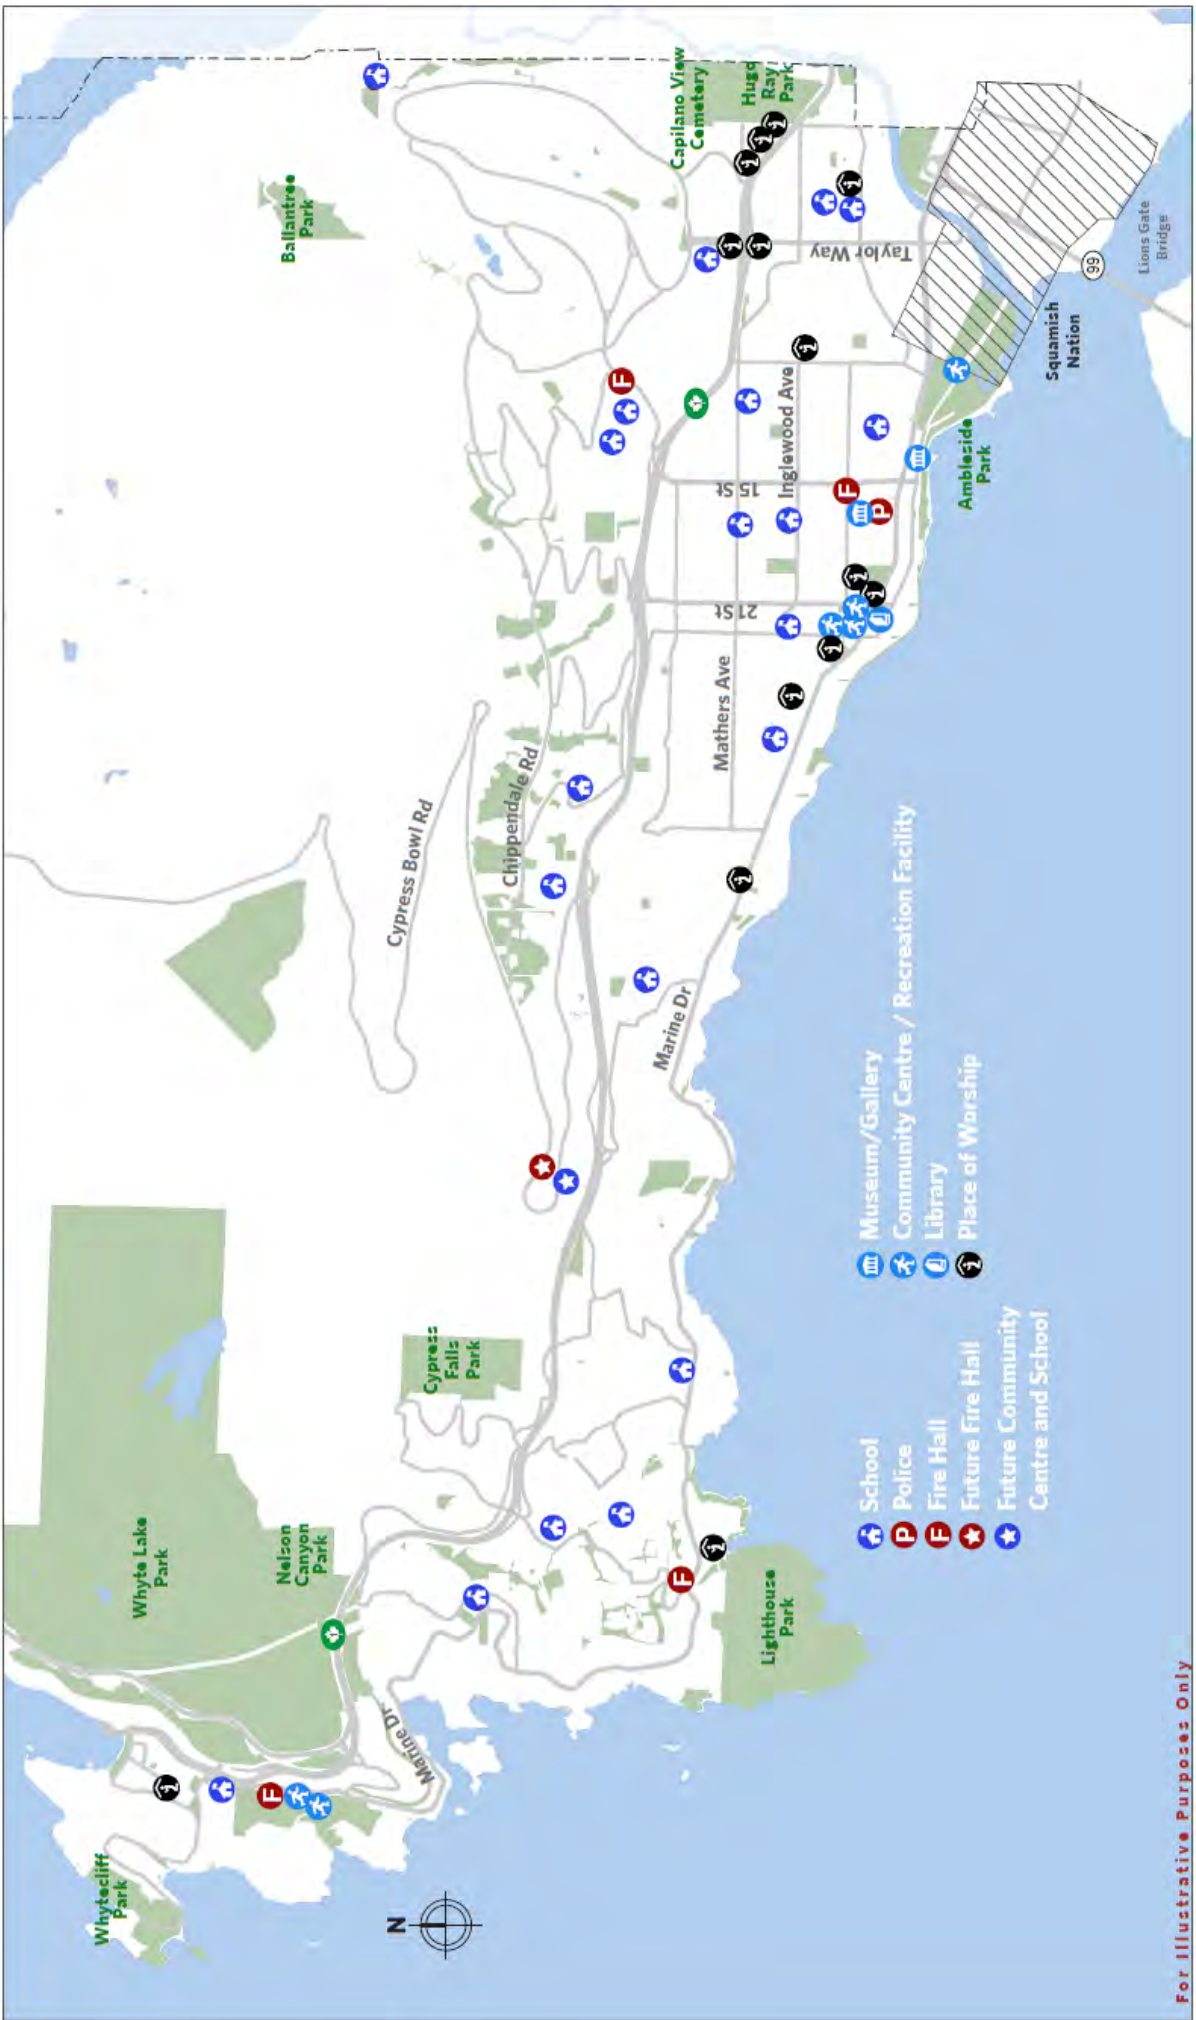 Whytecliff
Park
Whyte Lake
Park
Nelson
Canyon
Park
Marine Dr
Cypress
Falls
Park
Lighthouse
Park
Cypress Bowl Rd
Chippendale Rd
Marine Dr
Mathers Ave
21 St
15 St
Inglewood Ave
Taylor Way
Ballantree
Park
Capilano View
Cemetery
Hugo
Ray
Park
Ambleside
Park
Squamish
Nation
99
Lions Gate
Bridge
N
School
P Police
F Fire Hall
Future Fire Hall
Future Community
Centre and School
Museum/Gallery
Community Centre / Recreation Facility
Library
Place of Worship
For Illustrative Purposes Only